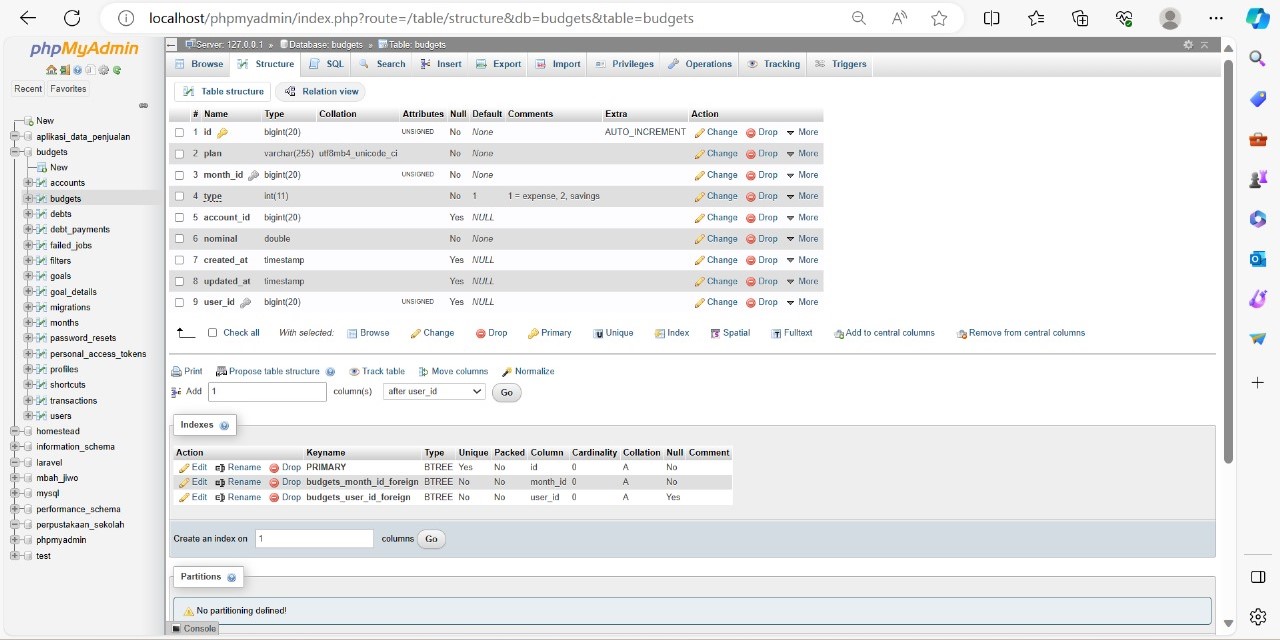 localhost/phpmyadmin/index.php?route=/table/structure&db=budgets&table=budgets
phpMyAdmin
Recent Favorites
New
aplikasi_data_penjualan
budgets
New
accounts
budgets
debts
debt_payments
failed_jobs
filters
goals
goal_details
migrations
months
password_resets
personal_access_tokens
profiles
shortcuts
transactions
users
homestead
information_schema
laravel
mbah_jiwo
mysql
performance_schema
perpustakaan_sekolah
phpmyadmin
test
Server: 127.0.0.1 » Database: budgets » Table: budgets
Browse Structure SQL Search Insert Export Import Privileges Operations Tracking Triggers
Table structure Relation view
# Name Type Collation Attributes Null Default Comments Extra Action
1 id bigint(20) UNSIGNED No None AUTO_INCREMENT Change Drop More
2 plan varchar(255) utf8mb4_unicode_ci No None Change Drop More
3 month_id bigint(20) UNSIGNED No None Change Drop More
4 type int(11) No 1 1 = expense, 2, savings Change Drop More
5 account_id bigint(20) Yes NULL Change Drop More
6 nominal double No None Change Drop More
7 created_at timestamp Yes NULL Change Drop More
8 updated_at timestamp Yes NULL Change Drop More
9 user_id bigint(20) UNSIGNED Yes NULL Change Drop More
Check all With selected: Browse Change Drop Primary Unique Index Spatial Fulltext Add to central columns Remove from central columns
Print Propose table structure Track table Move columns Normalize
Add 1 column(s) after user_id Go
Indexes
Action Keyname Type Unique Packed Column Cardinality Collation Null Comment
Edit Rename Drop PRIMARY BTREE Yes No id 0 A No
Edit Rename Drop budgets_month_id_foreign BTREE No No month_id 0 A No
Edit Rename Drop budgets_user_id_foreign BTREE No No user_id 0 A Yes
Create an index on 1 columns Go
Partitions
No partitioning defined!
Console